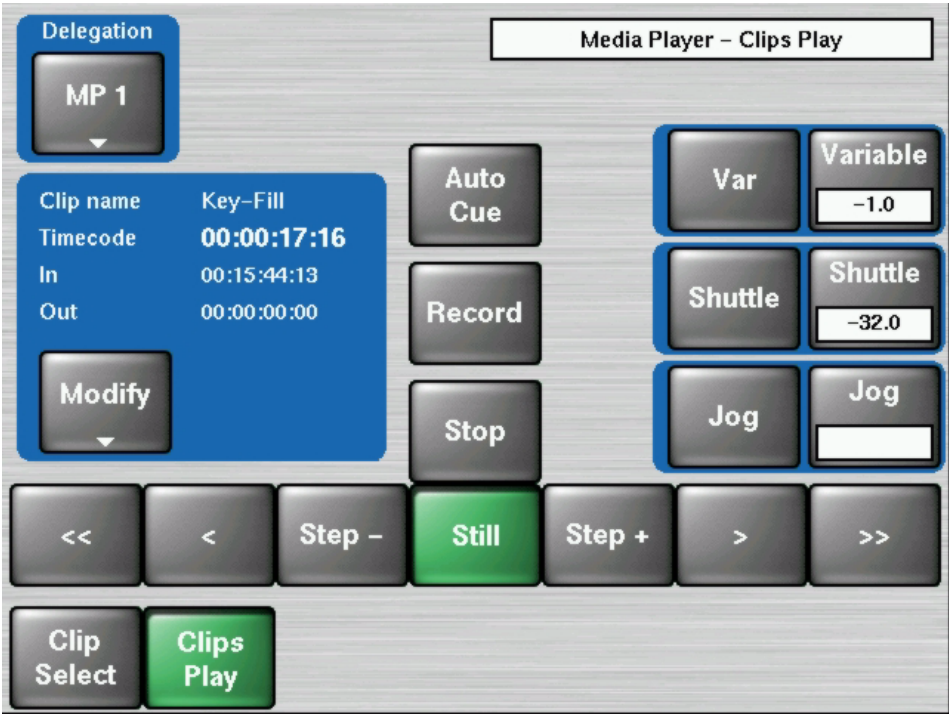 Delegation
MP 1
Media Player – Clips Play
Clip name Key–Fill
Timecode 00:00:17:16
In 00:15:44:13
Out 00:00:00:00
Modify
Auto
Cue
Record
Stop
Var
Variable
–1.0
Shuttle
Shuttle
–32.0
Jog
Jog
<< < Step – Still Step + > >>
Clip
Select
Clips
Play